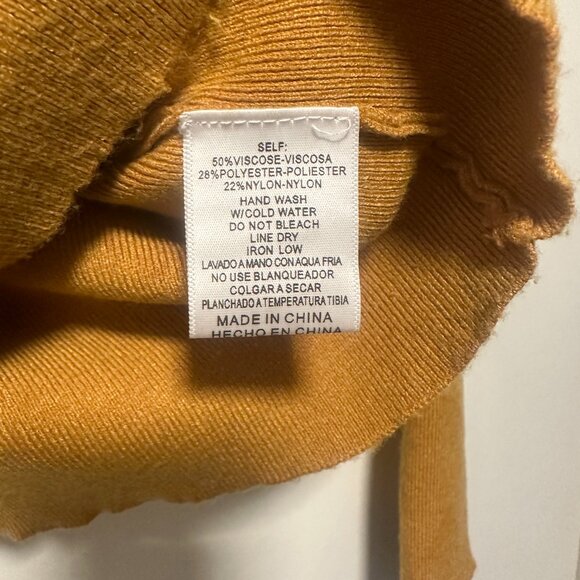 SELF:
50%VISCOSE-VISCOSA
28%POLYESTER-POLIESTER
22%NYLON-NYLON
HAND WASH
W/COLD WATER
DO NOT BLEACH
LINE DRY
IRON LOW
LAVADO A MANO CON AQUA FRIA
NO USE BLANQUEADOR
COLGAR A SECAR
PLANCHADO A TEMPERATURA TIBIA
MADE IN CHINA
HECHO EN CHINA